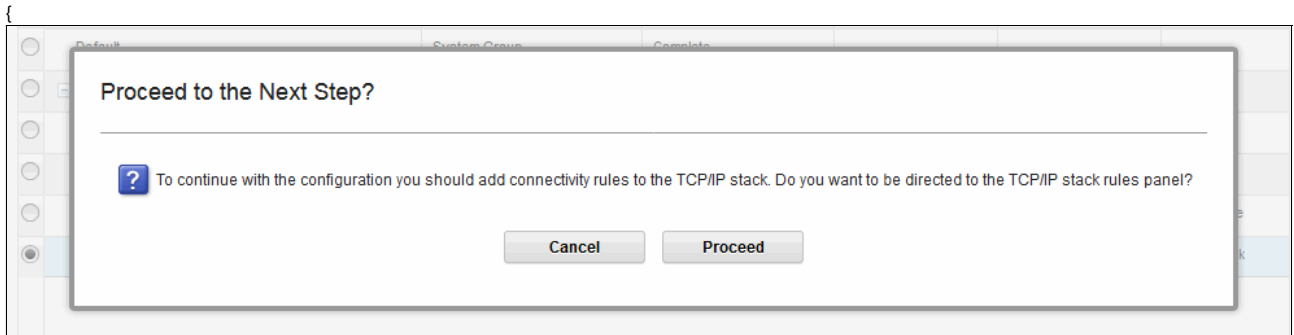 {
Default System Group Complete
Proceed to the Next Step?
? To continue with the configuration you should add connectivity rules to the TCP/IP stack. Do you want to be directed to the TCP/IP stack rules panel?
Cancel Proceed